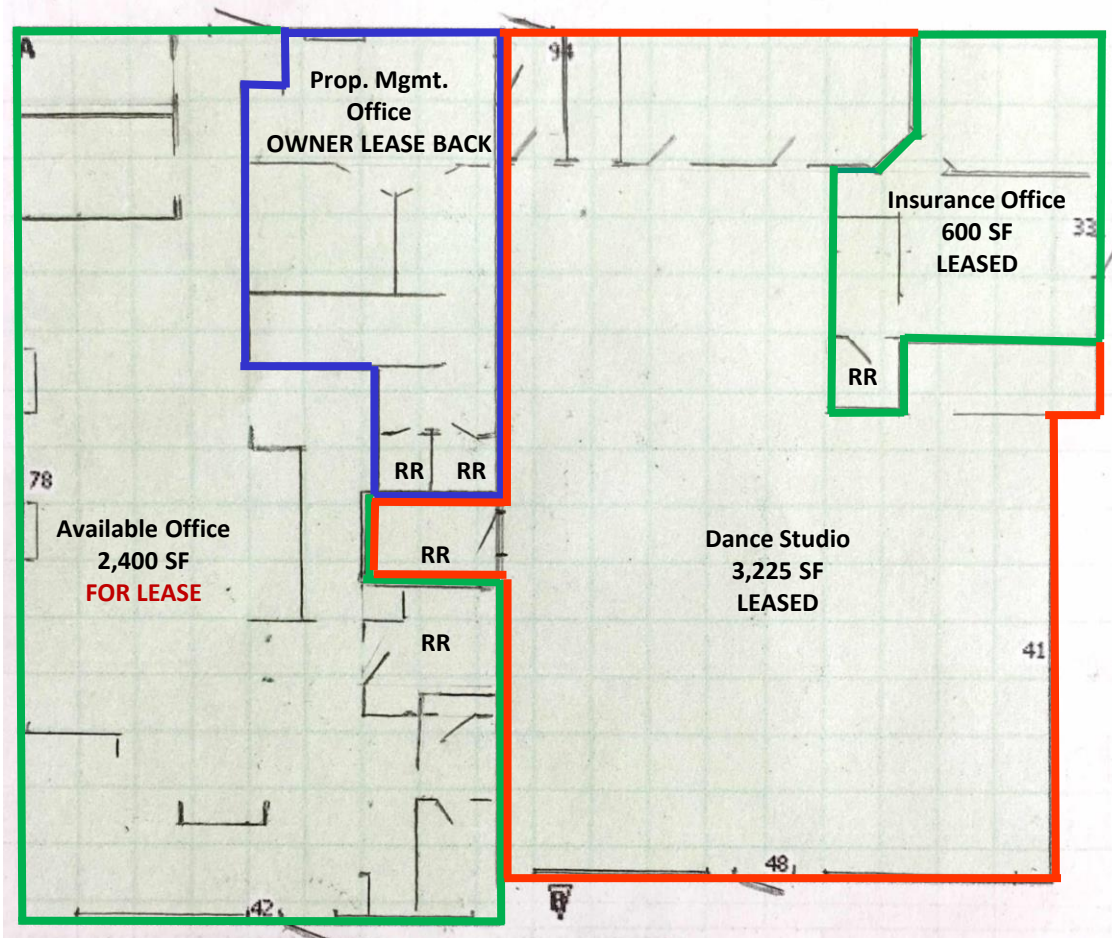 A
94
Prop. Mgmt.
Office
OWNER LEASE BACK
Insurance Office
600 SF
LEASED
33
RR
RR
RR
78
Available Office
2,400 SF
FOR LEASE
RR
Dance Studio
3,225 SF
LEASED
RR
41
48
42
B